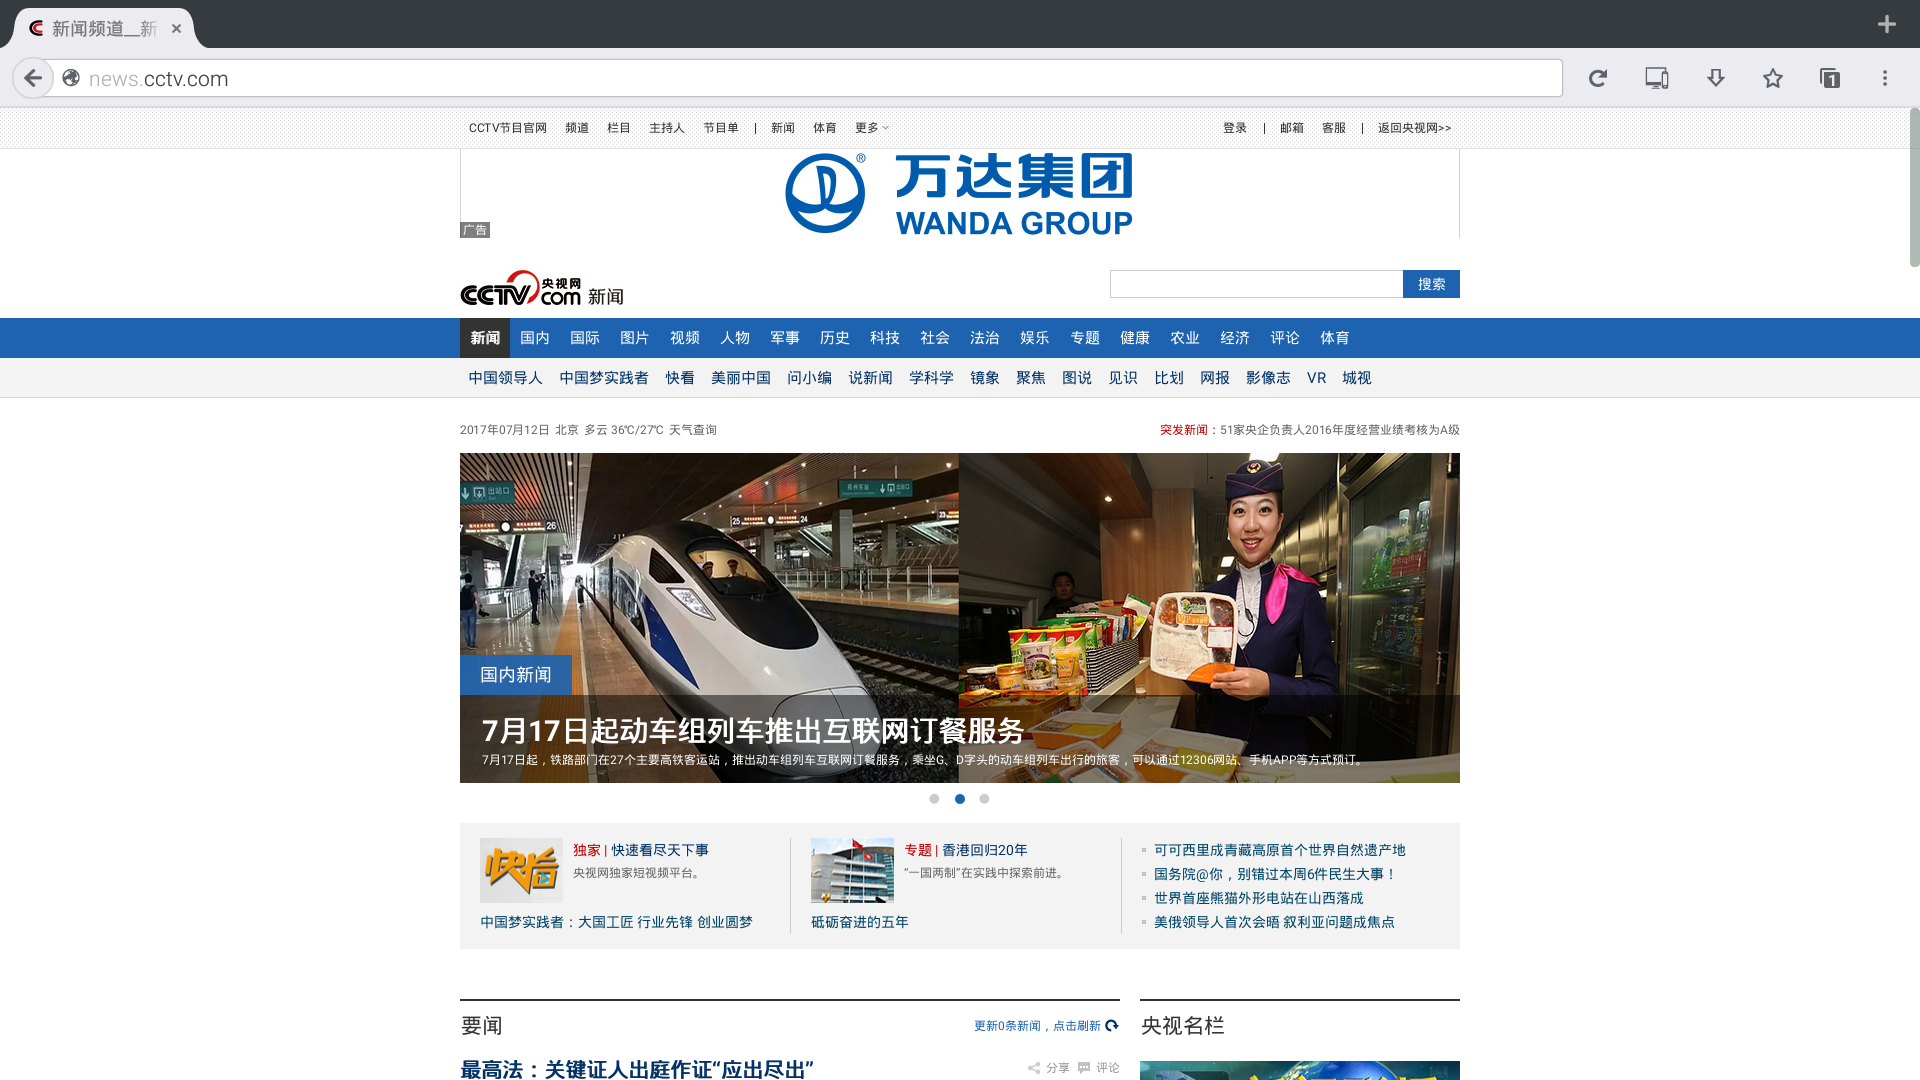 新闻频道__新
news.cctv.com
CCTV节目官网 频道 栏目 主持人 节目单 | 新闻 体育 更多
登录 | 邮箱 客服 | 返回央视网>>
万达集团
WANDA GROUP
广告
CCTV.com 央视网 新闻
搜索
新闻 国内 国际 图片 视频 人物 军事 历史 科技 社会 法治 娱乐 专题 健康 农业 经济 评论 体育
中国领导人 中国梦实践者 快看 美丽中国 问小编 说新闻 学科学 镜象 聚焦 图说 见识 比划 网报 影像志 VR 城视
2017年07月12日 北京 多云 36℃/27℃ 天气查询
突发新闻：51家央企负责人2016年度经营业绩考核为A级
出站口
26
25
24
23
国内新闻
7月17日起动车组列车推出互联网订餐服务
7月17日起，铁路部门在27个主要高铁客运站，推出动车组列车互联网订餐服务，乘坐G、D字头的动车组列车出行的旅客，可以通过12306网站、手机APP等方式预订。
快看
独家 | 快速看尽天下事
央视网独家短视频平台。
中国梦实践者：大国工匠 行业先锋 创业圆梦
专题 | 香港回归20年
“一国两制”在实践中探索前进。
砥砺奋进的五年
可可西里成青藏高原首个世界自然遗产地
国务院@你，别错过本周6件民生大事！
世界首座熊猫外形电站在山西落成
美俄领导人首次会晤 叙利亚问题成焦点
要闻
更新0条新闻，点击刷新
央视名栏
最高法：关键证人出庭作证“应出尽出”
分享 评论